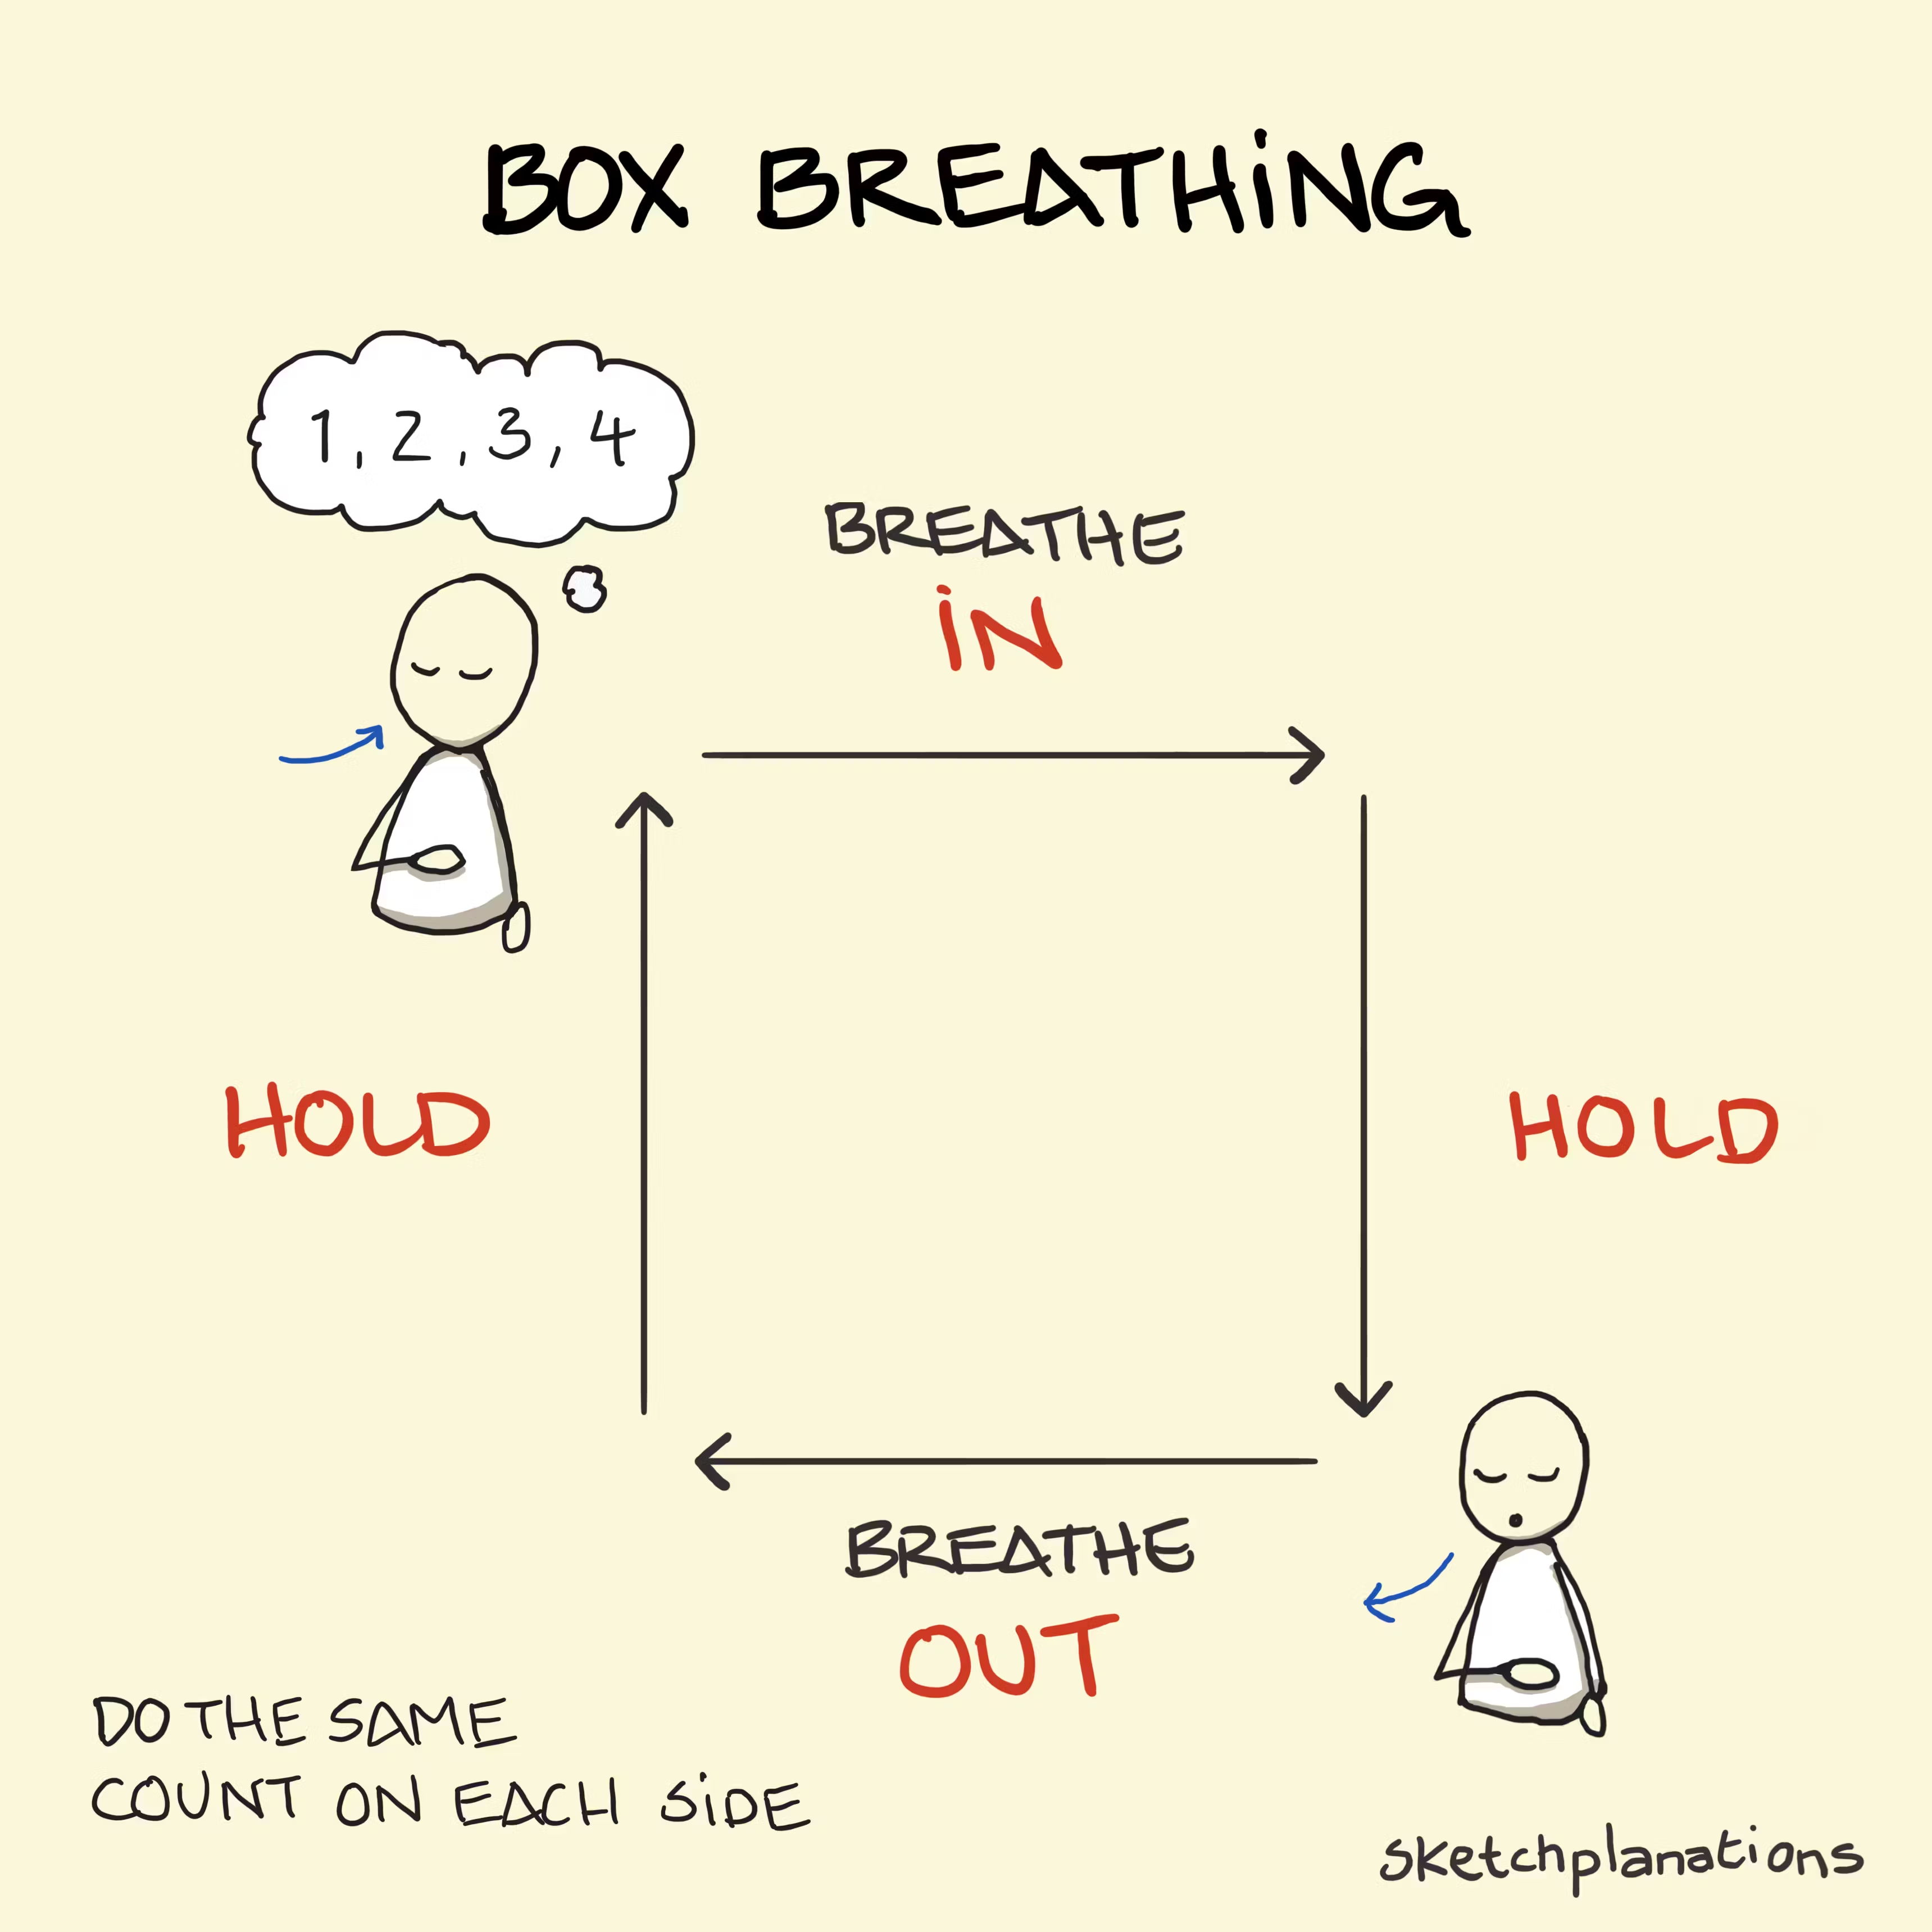 BOX BREATHiNG
1, 2, 3, 4
BREATHE
iN
HOLD
HOLD
BREATHE
OUT
DO THE SAME
COUNT ON EACH SiDE
sketchplanations